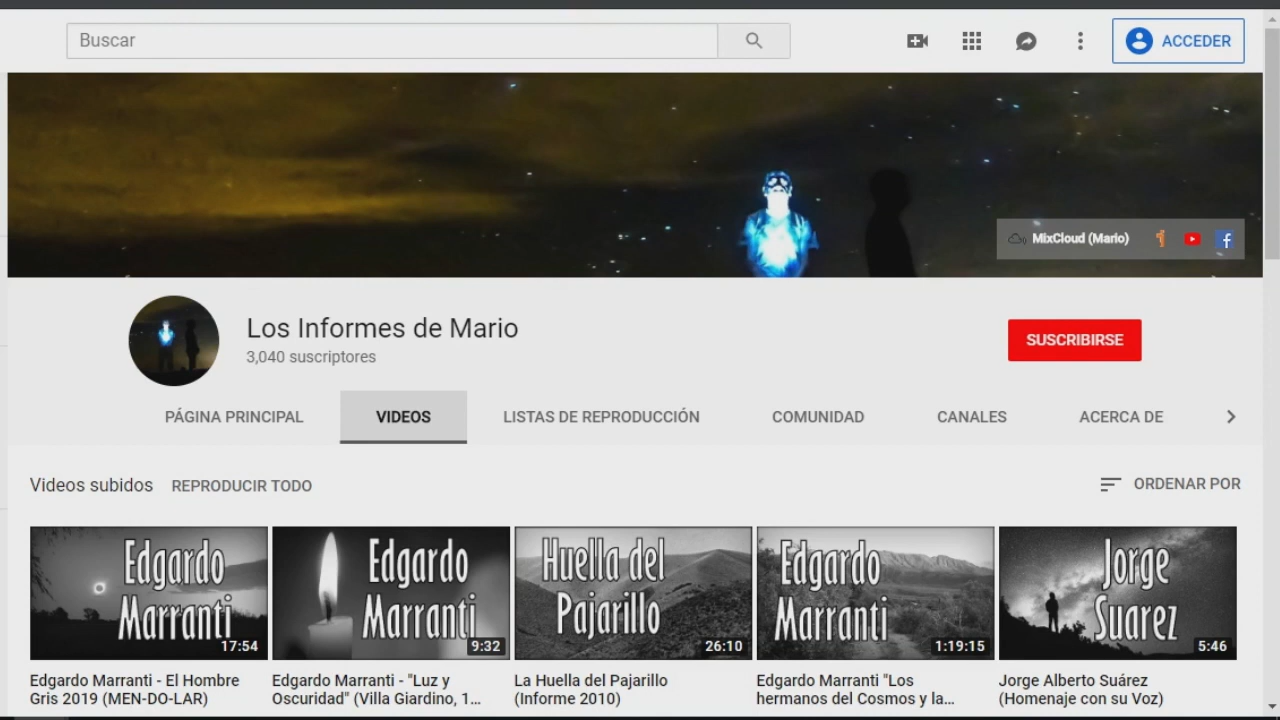 Buscar
ACCEDER
MixCloud (Mario)
Los Informes de Mario
3,040 suscriptores
SUSCRIBIRSE
PÁGINA PRINCIPAL
VIDEOS
LISTAS DE REPRODUCCIÓN
COMUNIDAD
CANALES
ACERCA DE
Videos subidos
REPRODUCIR TODO
ORDENAR POR
Edgardo
Marranti
17:54
Edgardo Marranti - El Hombre
Gris 2019 (MEN-DO-LAR)
Edgardo
Marranti
9:32
Edgardo Marranti - "Luz y
Oscuridad" (Villa Giardino, 1...
Huella del
Pajarillo
26:10
La Huella del Pajarillo
(Informe 2010)
Edgardo
Marranti
1:19:15
Edgardo Marranti "Los
hermanos del Cosmos y la...
Jorge
Suarez
5:46
Jorge Alberto Suárez
(Homenaje con su Voz)